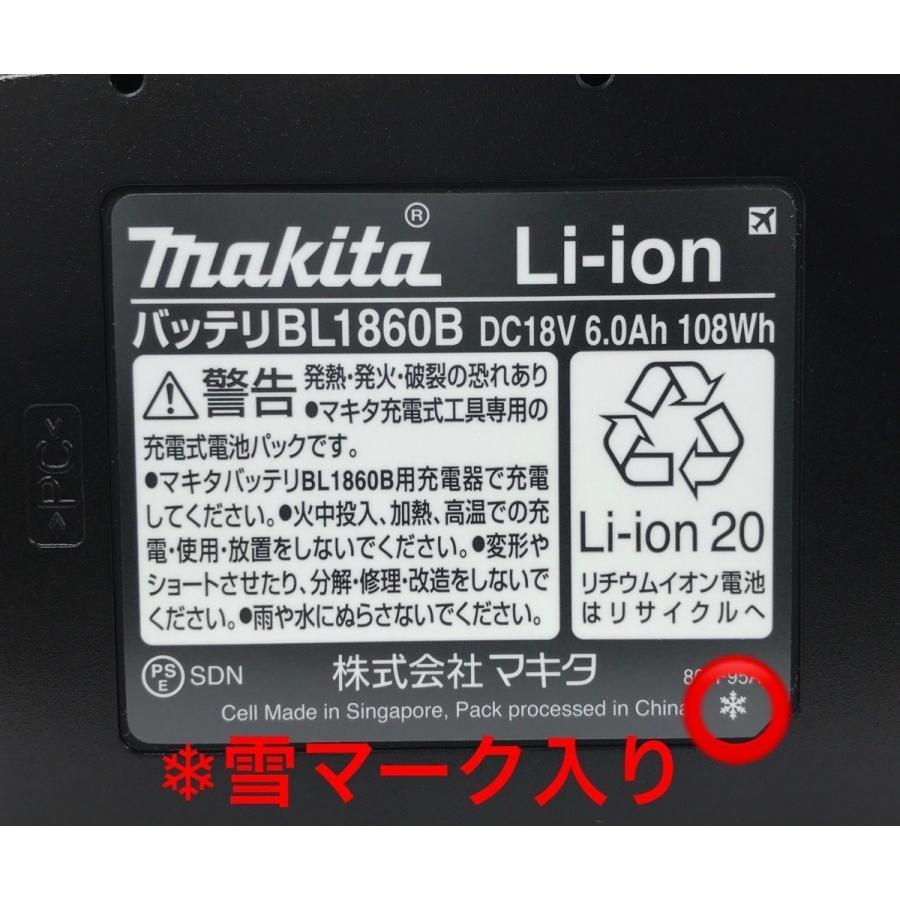 makita® Li-ion
バッテリBL1860B DC18V 6.0Ah 108Wh
警告 発熱・発火・破裂の恐れあり
●マキタ充電式工具専用の
充電式電池パックです。
●マキタバッテリBL1860B用充電器で充電
してください。●火中投入、加熱、高温での充
電・使用・放置をしないでください。●変形や
ショートさせたり、分解・修理・改造をしないで
ください。●雨や水にぬらさないでください。
Li-ion 20
リチウムイオン電池
はリサイクルへ
>PC<
PSE SDN 株式会社マキタ
Cell Made in Singapore, Pack processed in China
❄雪マーク入り